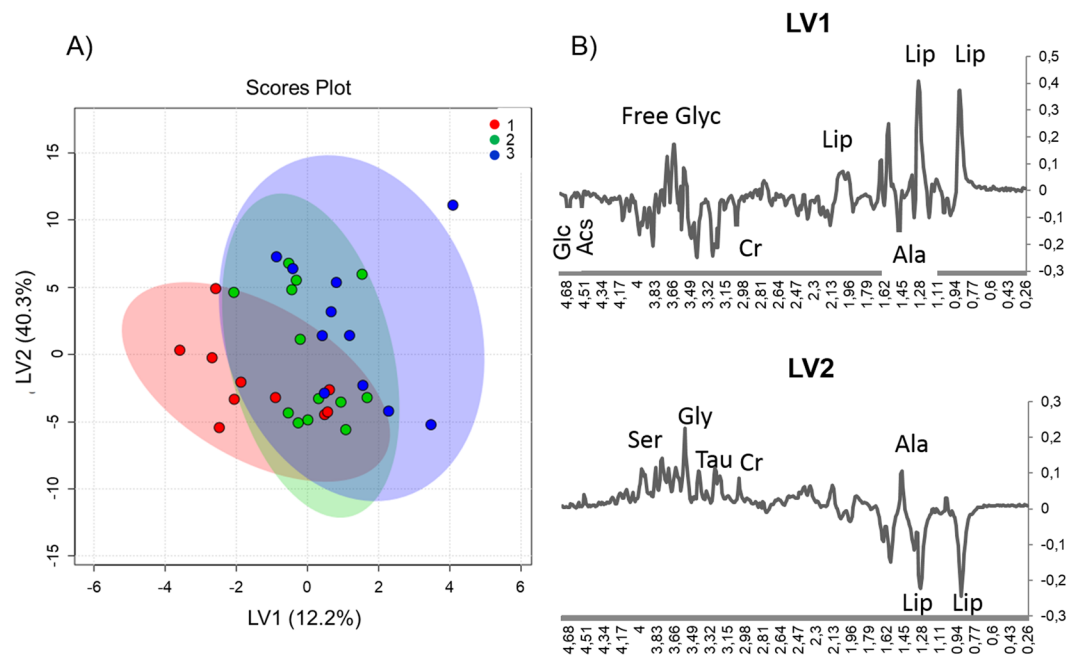 A)
Scores Plot
1
2
3
15
10
5
0
-5
-10
-15
LV2 (40.3%)
-6
-4
-2
0
2
4
6
LV1 (12.2%)
B)
LV1
Lip
Lip
Free Glyc
Lip
Glc
Acs
Cr
Ala
0,5
0,4
0,3
0,2
0,1
0
-0,1
-0,2
-0,3
4,68 4,51 4,34 4,17 4 3,83 3,66 3,49 3,32 3,15 2,98 2,81 2,64 2,47 2,3 2,13 1,96 1,79 1,62 1,45 1,28 1,11 0,94 0,77 0,6 0,43 0,26
LV2
Ser
Gly
Tau
Cr
Ala
Lip
Lip
0,3
0,2
0,1
0
-0,1
-0,2
-0,3
4,68 4,51 4,34 4,17 4 3,83 3,66 3,49 3,32 3,15 2,98 2,81 2,64 2,47 2,3 2,13 1,96 1,79 1,62 1,45 1,28 1,11 0,94 0,77 0,6 0,43 0,26